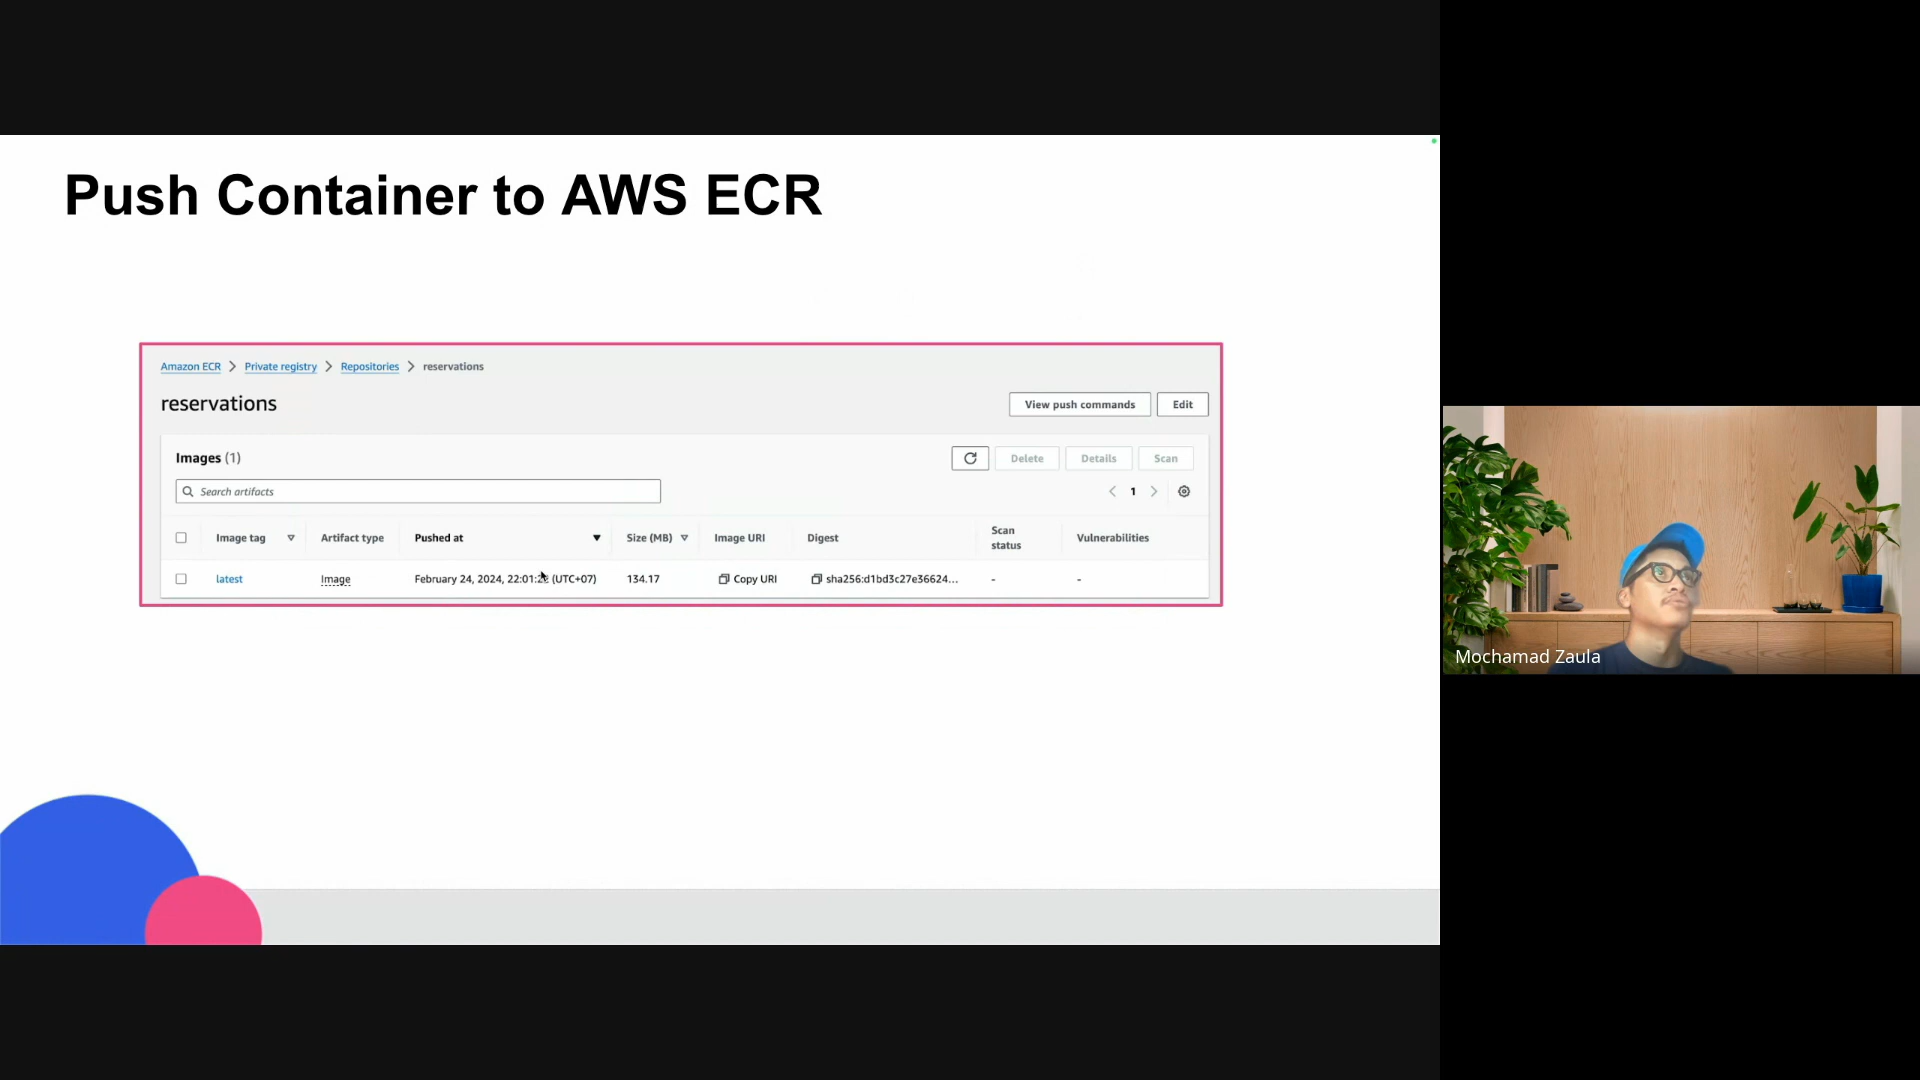 Push Container to AWS ECR
Amazon ECR > Private registry > Repositories > reservations
reservations
View push commands
Edit
Images (1)
Delete
Details
Scan
Search artifacts
< 1 >
Image tag
Artifact type
Pushed at
Size (MB)
Image URI
Digest
Scan status
Vulnerabilities
latest
Image
February 24, 2024, 22:01: (UTC+07)
134.17
Copy URI
sha256:d1bd3c27e36624...
-
-
Mochamad Zaula